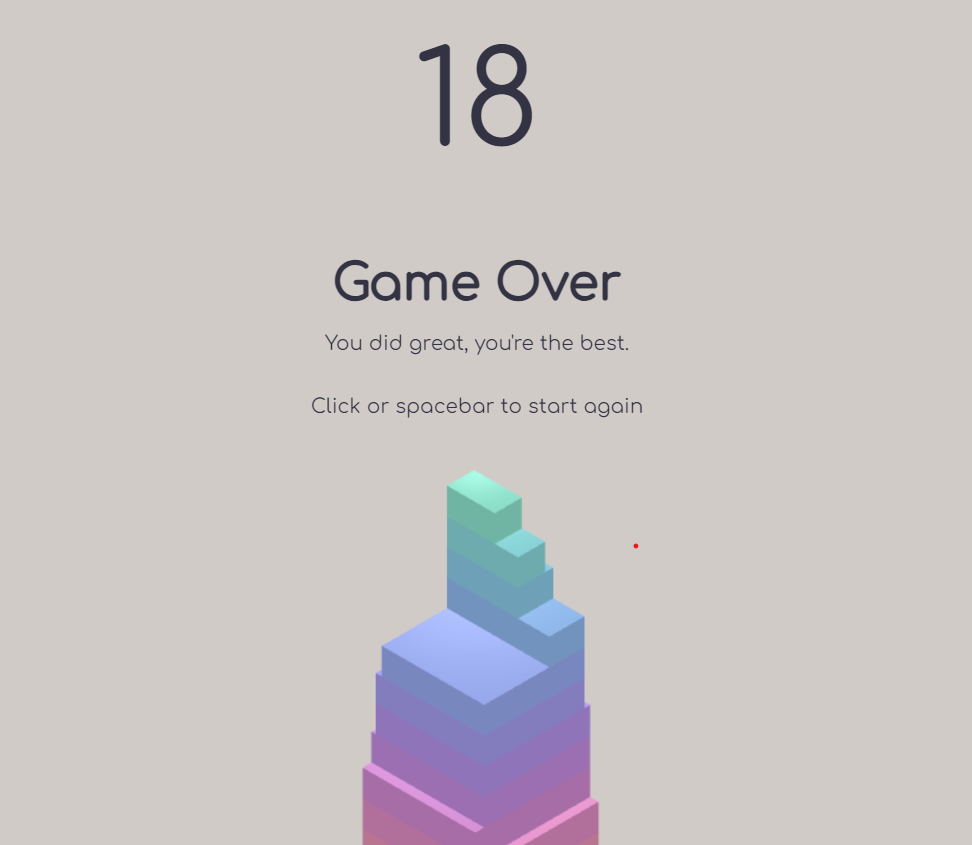 18
Game Over
You did great, you're the best.
Click or spacebar to start again